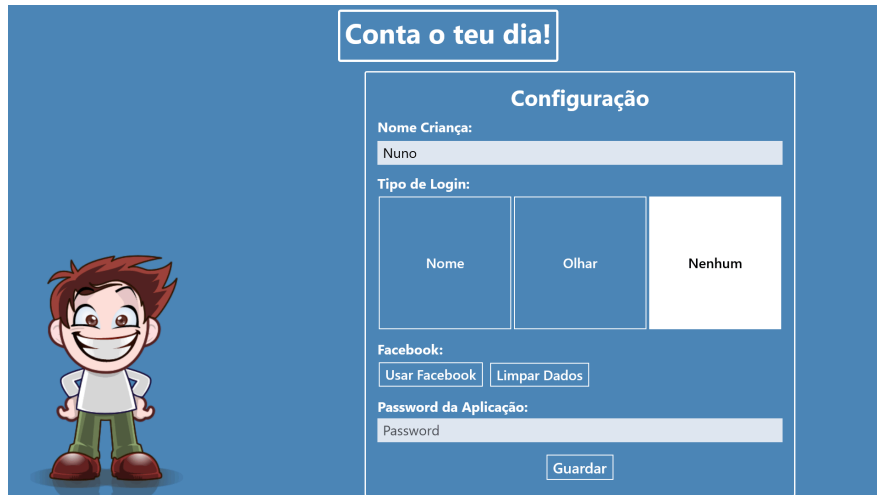 Conta o teu dia!
Configuração
Nome Criança:
Nuno
Tipo de Login:
Nome Olhar Nenhum
Facebook:
Usar Facebook Limpar Dados
Password da Aplicação:
Password
Guardar